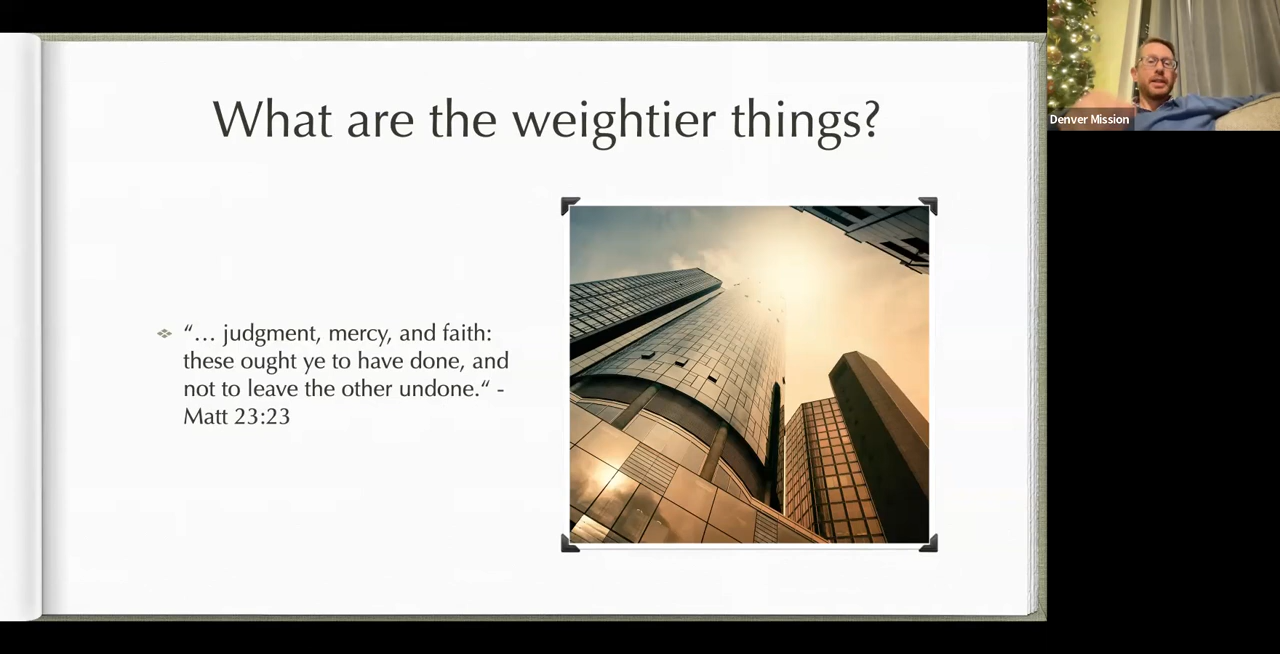 What are the weightier things?
“… judgment, mercy, and faith:
these ought ye to have done, and
not to leave the other undone.“ -
Matt 23:23
Denver Mission